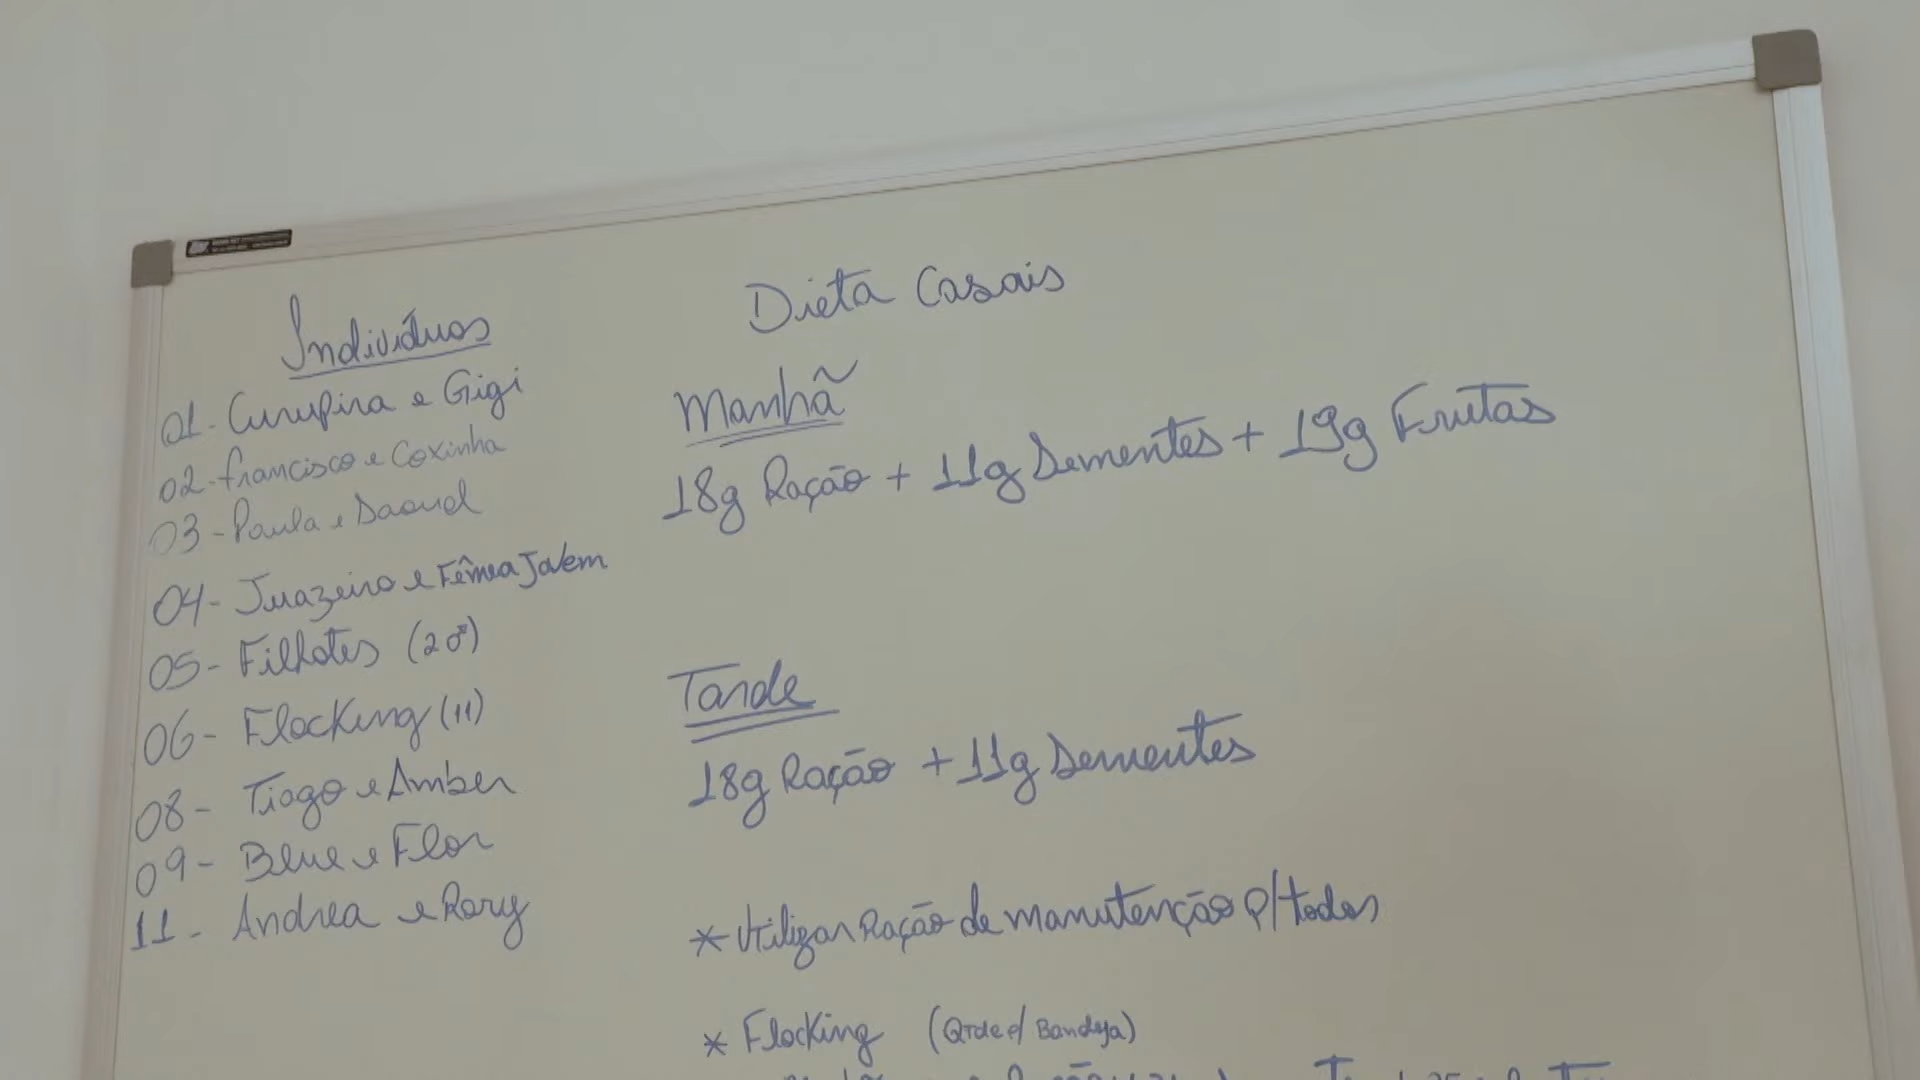 Indivíduos
01- Curupira e Gigi
02- Francisco e Coxinha
03- Paula e Daoud
04- Juazeiro e Fêmea Jovem
05- Filhotes (2♂)
06- Flocking (11)
08- Tiago e Amber
09- Blue e Flor
11- Andrea e Rory
Dieta Casais
Manhã
18g Ração + 11g Sementes + 19g Frutas
Tarde
18g Ração + 11g Sementes
* Utilizar Ração de manutenção p/ todos
* Flocking (Qtde p/ Bandeja)